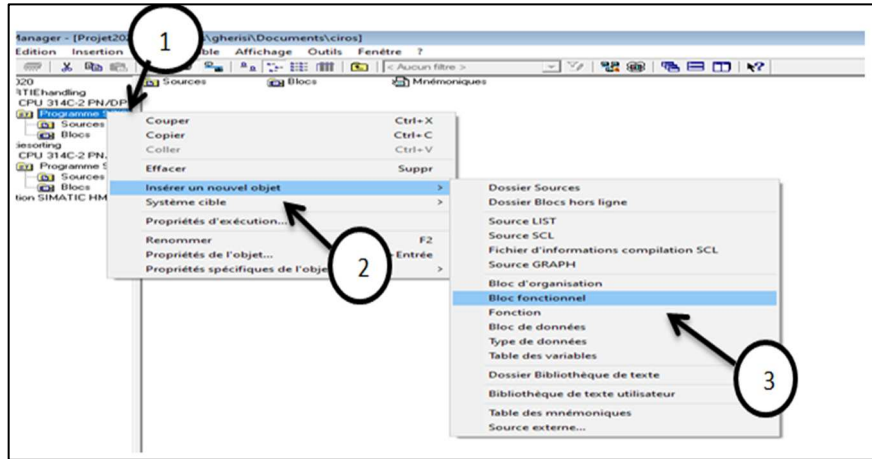 Manager - [Projet20 \gherisi\Documents\ciros]
Edition Insertion ble Affichage Outils Fenêtre ?
< Aucun filtre >
020
RTIEhandling
CPU 314C-2 PN/DP
Programme
Sources
Blocs
iesorting
CPU 314C-2 PN
Programme S
Sources
Blocs
tion SIMATIC HM
Sources Blocs Mnémoniques
Couper Ctrl+X
Copier Ctrl+C
Coller Ctrl+V
Effacer Suppr
Insérer un nouvel objet >
Système cible >
Propriétés d'exécution...
Renommer F2
Propriétés de l'objet... +Entrée
Propriétés spécifiques de l'obje >
Dossier Sources
Dossier Blocs hors ligne
Source LIST
Source SCL
Fichier d'informations compilation SCL
Source GRAPH
Bloc d'organisation
Bloc fonctionnel
Fonction
Bloc de données
Type de données
Table des variables
Dossier Bibliothèque de texte
Bibliothèque de texte utilisateur
Table des mnémoniques
Source externe...
1
2
3